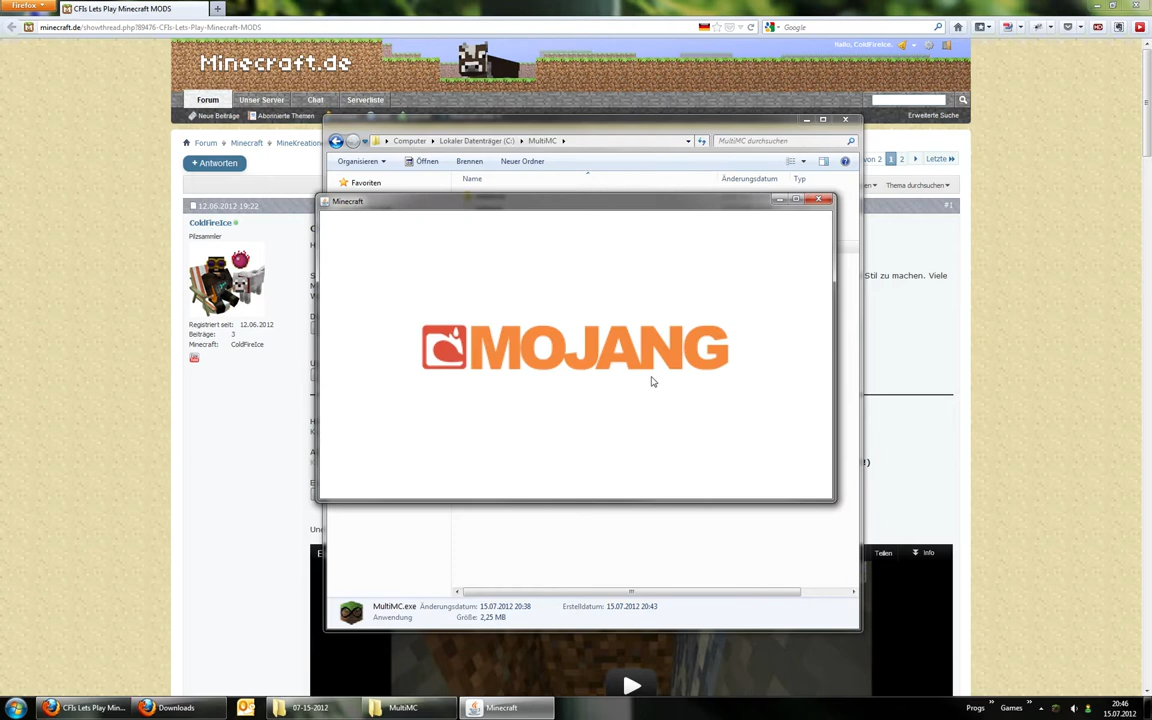 Firefox
CFIs Lets Play Minecraft MODS
minecraft.de/showthread.php?89476-CFIs-Lets-Play-Minecraft-MODS
Google
Minecraft.de
Hallo, ColdFireIce.
Forum
Unser Server
Chat
Serverliste
Neue Beiträge
Abonnierte Themen
Erweiterte Suche
Forum
Minecraft
+ Antworten
von 2
1
2
Letzte
Thema durchsuchen
12.06.2012 19:22
#1
ColdFireIce
Pilzsammler
Registriert seit: 12.06.2012
Beiträge: 3
Minecraft: ColdFireIce
Stil zu machen. Viele
Computer
Lokaler Datenträger (C:)
MultiMC
MultiMC durchsuchen
Organisieren
Öffnen
Brennen
Neuer Ordner
Favoriten
Name
Änderungsdatum
Typ
Minecraft
MOJANG
MultiMC.exe Änderungsdatum: 15.07.2012 20:38 Erstelldatum: 15.07.2012 20:43
Anwendung Größe: 2,25 MB
Teilen
Info
CFIs Lets Play Min...
Downloads
07-15-2012
MultiMC
Minecraft
Progs
Games
20:46
15.07.2012